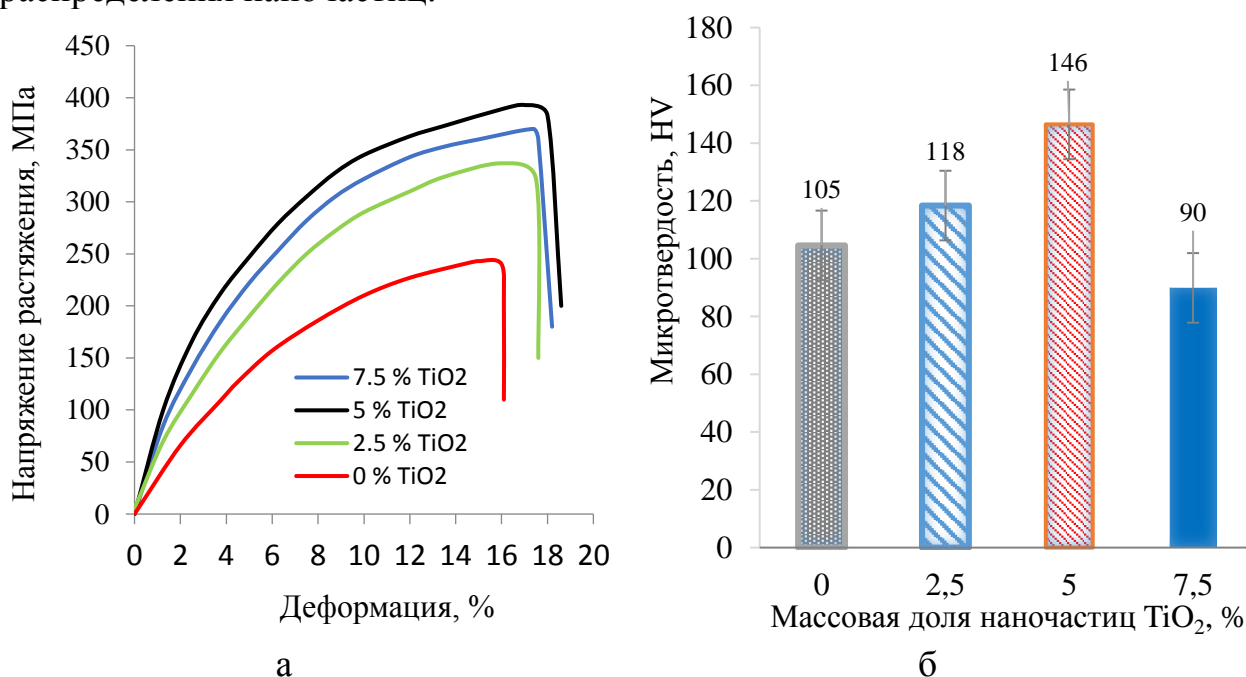 распределения наночастиц.
450
400
350
300
250
200
150
100
50
0
Напряжение растяжения, МПа
7.5 % TiO2
5 % TiO2
2.5 % TiO2
0 % TiO2
0 2 4 6 8 10 12 14 16 18 20
Деформация, %
а
180
160
140
120
100
80
60
40
20
0
Микротвердость, HV
105
118
146
90
0 2,5 5 7,5
Массовая доля наночастиц TiO₂, %
б